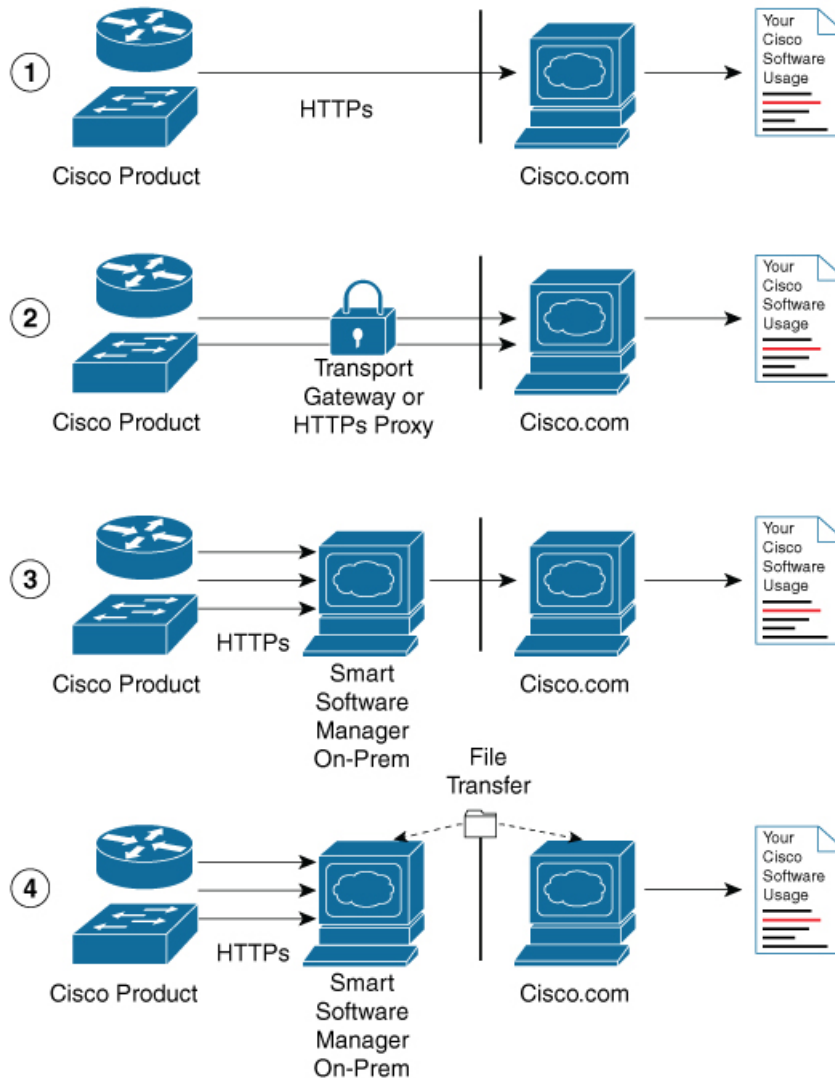 1
HTTPs
Cisco Product
Cisco.com
Your
Cisco
Software
Usage
2
Transport
Gateway or
HTTPs Proxy
Cisco Product
Cisco.com
Your
Cisco
Software
Usage
3
HTTPs
Cisco Product
Smart
Software
Manager
On-Prem
Cisco.com
Your
Cisco
Software
Usage
File
Transfer
4
HTTPs
Cisco Product
Smart
Software
Manager
On-Prem
Cisco.com
Your
Cisco
Software
Usage